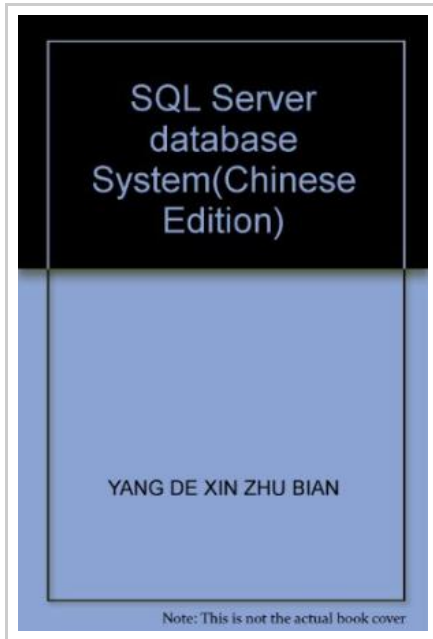 SQL Server
database
System(Chinese
Edition)
YANG DE XIN ZHU BIAN
Note: This is not the actual book cover